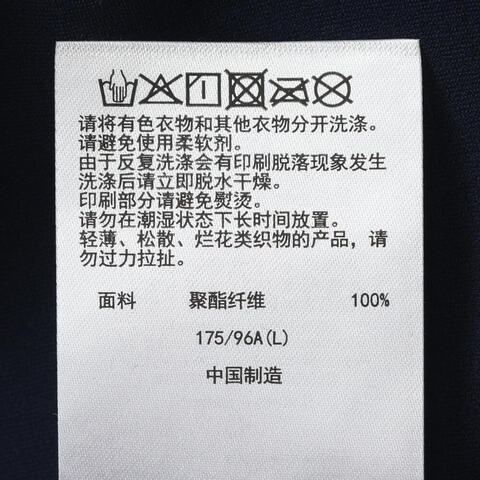 请将有色衣物和其他衣物分开洗涤。
请避免使用柔软剂。
由于反复洗涤会有印刷脱落现象发生
洗涤后请立即脱水干燥。
印刷部分请避免熨烫。
请勿在潮湿状态下长时间放置。
轻薄、松散、烂花类织物的产品，请
勿过力拉扯。
面料 聚酯纤维 100%
175/96A(L)
中国制造